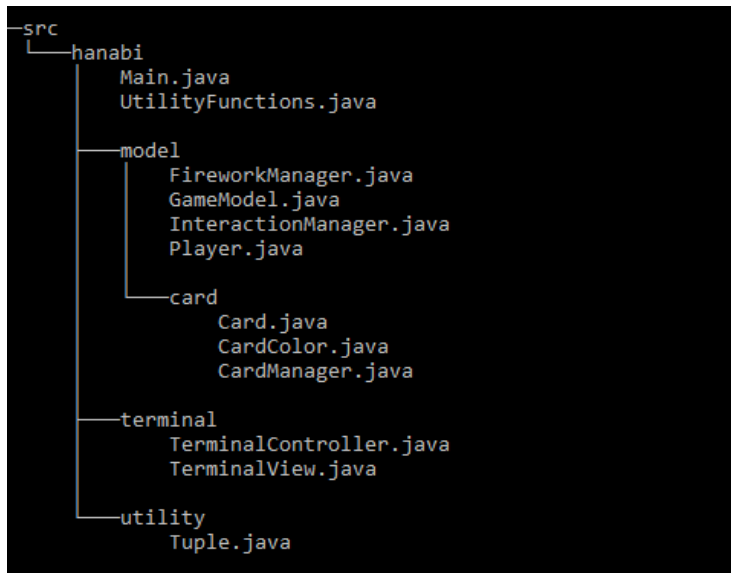 src
hanabi
Main.java
UtilityFunctions.java
model
FireworkManager.java
GameModel.java
InteractionManager.java
Player.java
card
Card.java
CardColor.java
CardManager.java
terminal
TerminalController.java
TerminalView.java
utility
Tuple.java